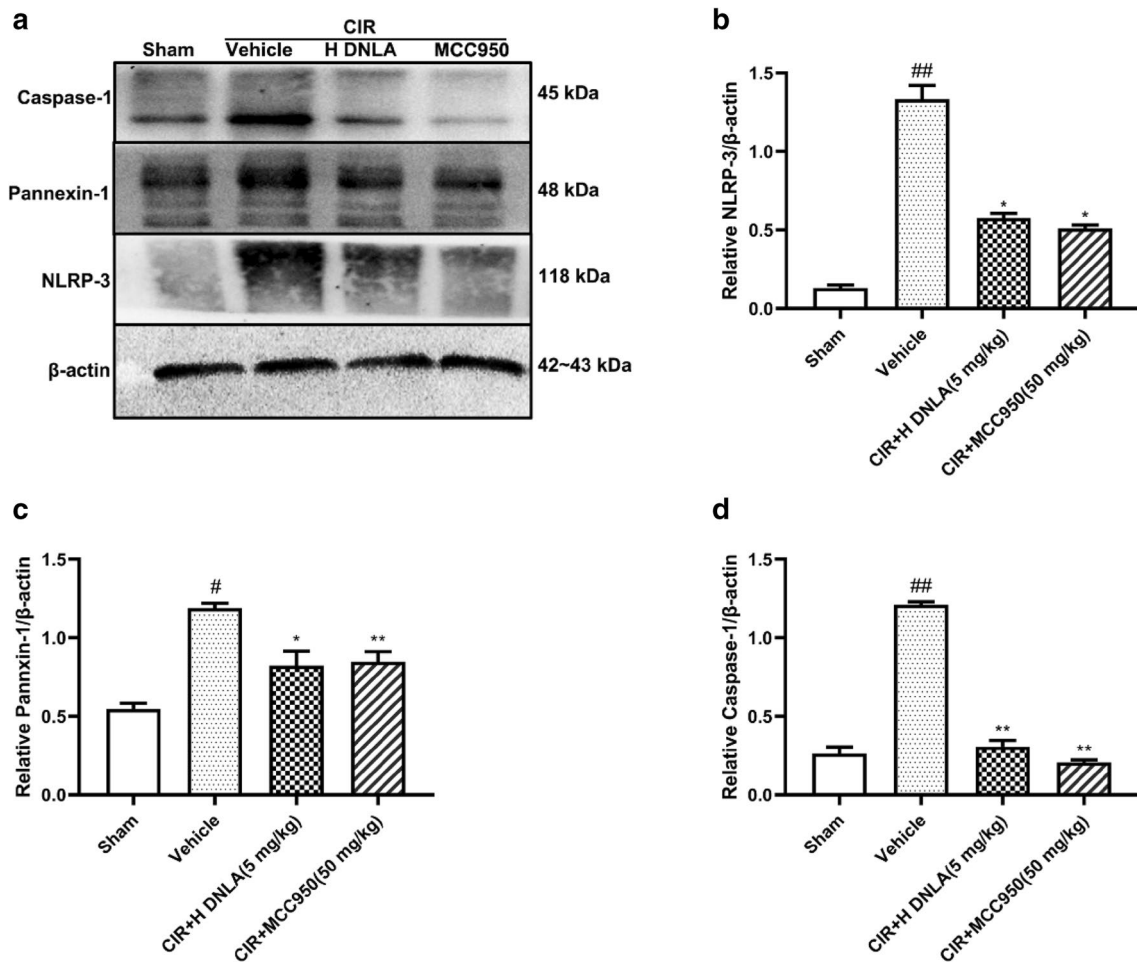 a
CIR
Sham Vehicle H DNLA MCC950
Caspase-1 45 kDa
Pannexin-1 48 kDa
NLRP-3 118 kDa
β-actin 42~43 kDa
b
Relative NLRP-3/β-actin
1.5
1.0
0.5
0.0
##
*
*
Sham
Vehicle
CIR+H DNLA(5 mg/kg)
CIR+MCC950(50 mg/kg)
c
Relative Pannxin-1/β-actin
1.5
1.0
0.5
0.0
#
*
**
Sham
Vehicle
CIR+H DNLA(5 mg/kg)
CIR+MCC950(50 mg/kg)
d
Relative Caspase-1/β-actin
1.5
1.0
0.5
0.0
##
**
**
Sham
Vehicle
CIR+H DNLA(5 mg/kg)
CIR+MCC950(50 mg/kg)